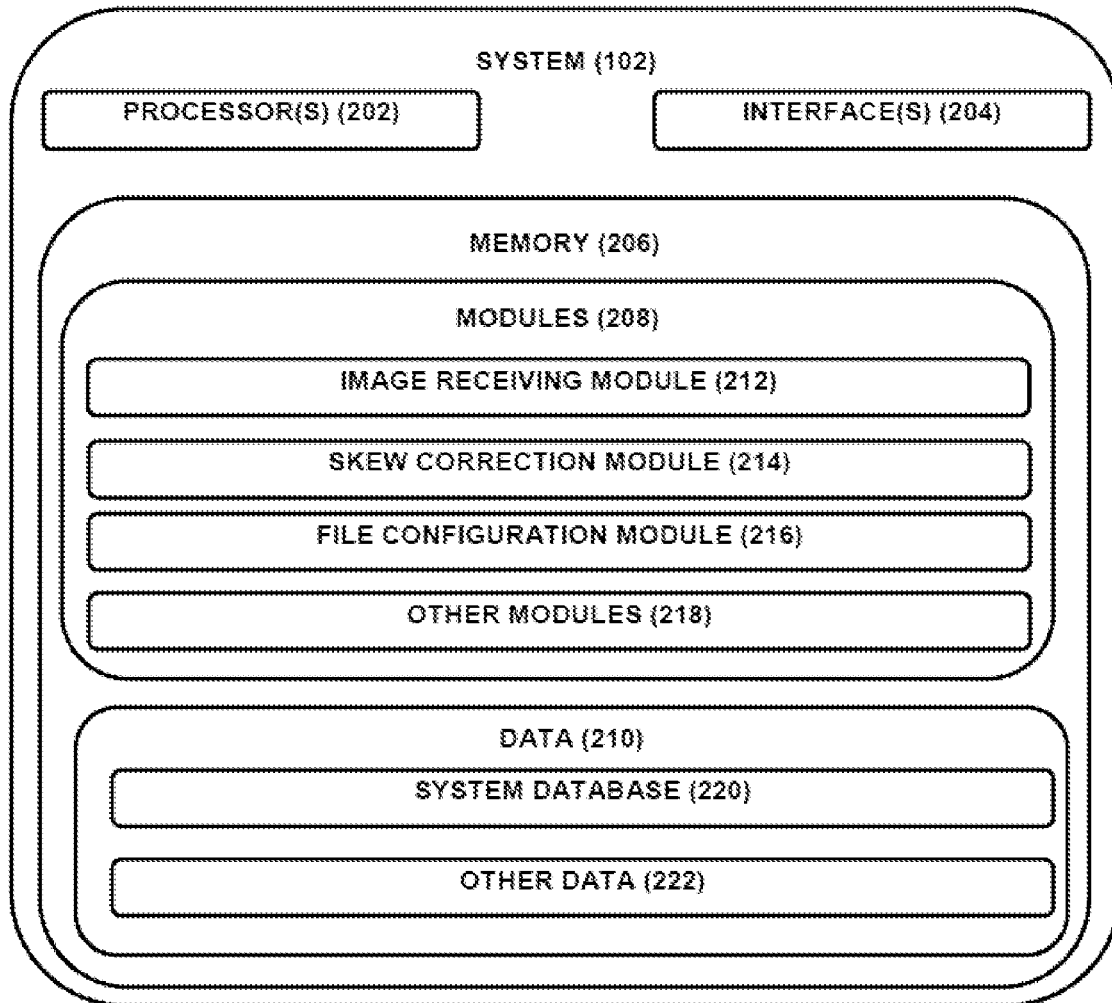 SYSTEM (102)
PROCESSOR(S) (202)
INTERFACE(S) (204)
MEMORY (206)
MODULES (208)
IMAGE RECEIVING MODULE (212)
SKEW CORRECTION MODULE (214)
FILE CONFIGURATION MODULE (216)
OTHER MODULES (218)
DATA (210)
SYSTEM DATABASE (220)
OTHER DATA (222)